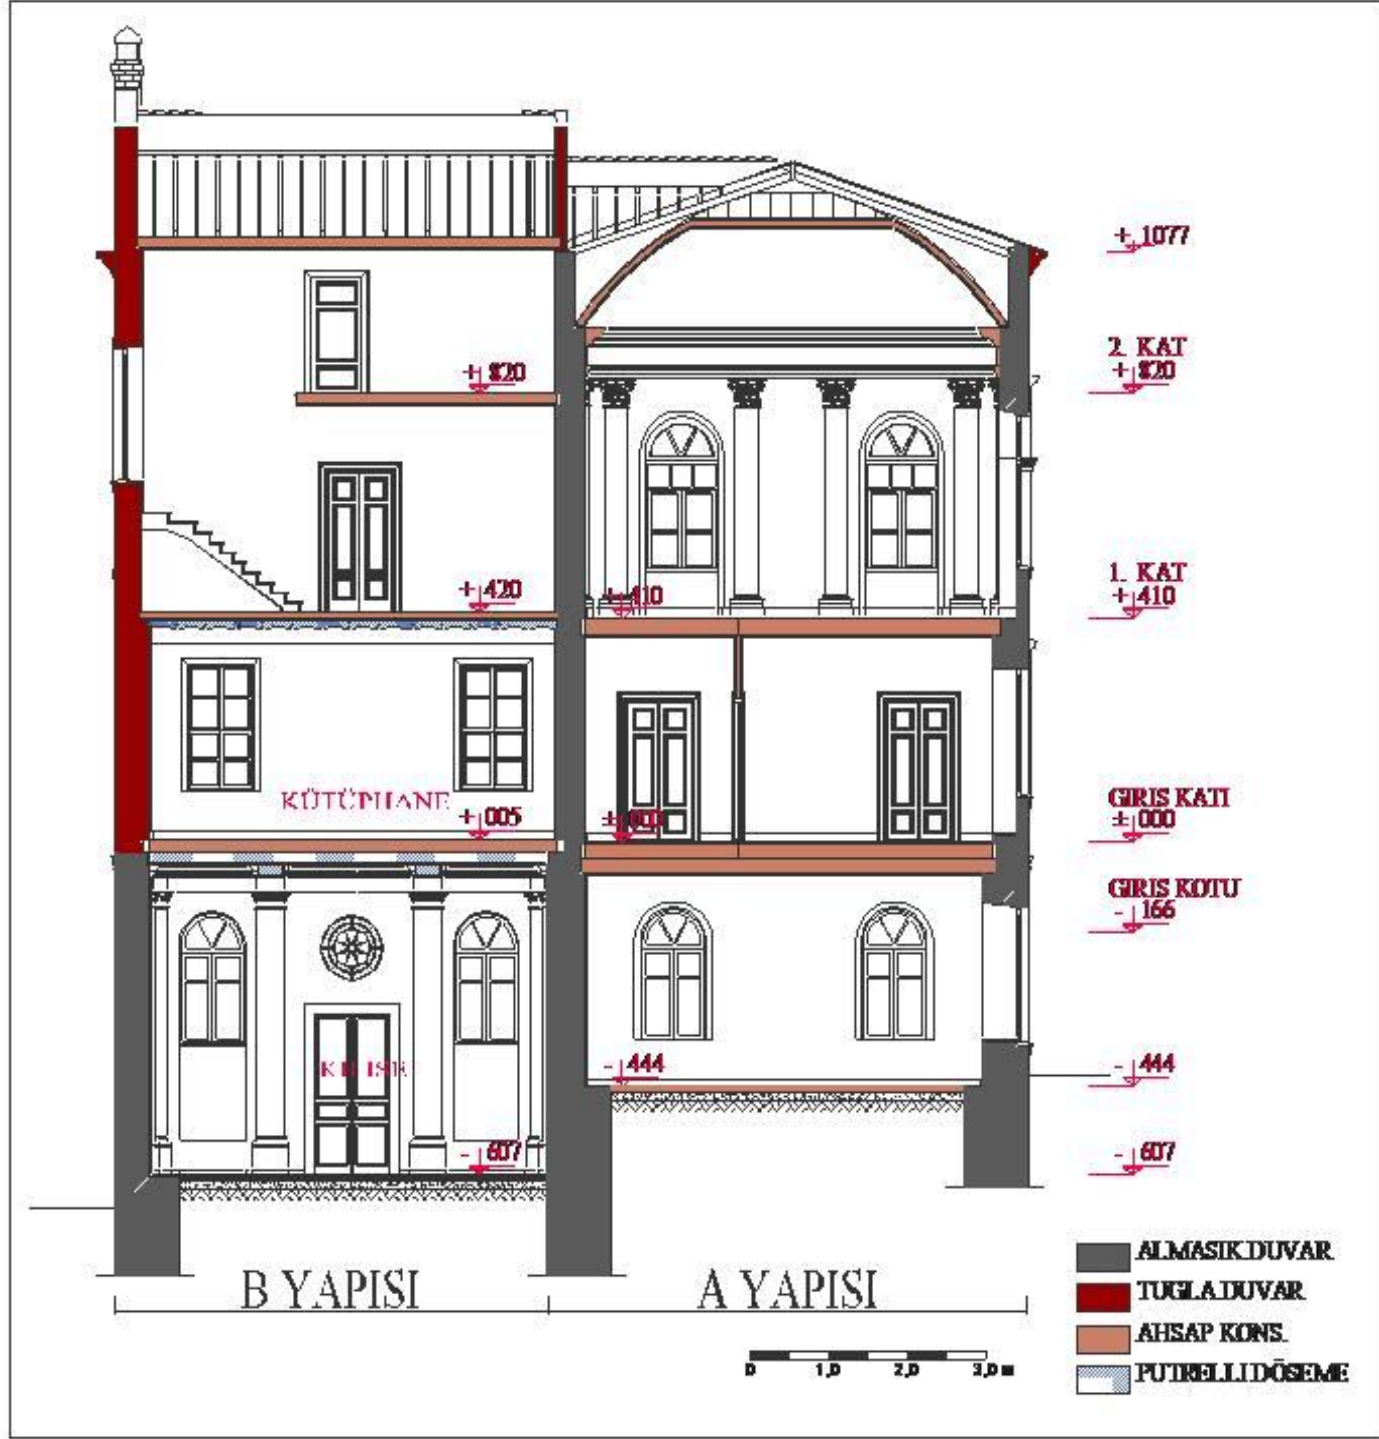 + 1077
2. KAT
+ 820
+ 820
1. KAT
+ 410
+ 420
+ 410
KÜTÜPHANE
+ 005
± 000
GIRIS KATI
± 000
GIRIS KOTU
- 166
KILISE
- 444
- 444
- 607
- 607
B YAPISI
A YAPISI
ALMASIK DUVAR
TUGLA DUVAR
AHSAP KONS.
PUTRELLI DÖSEME
0 1,0 2,0 3,0 m